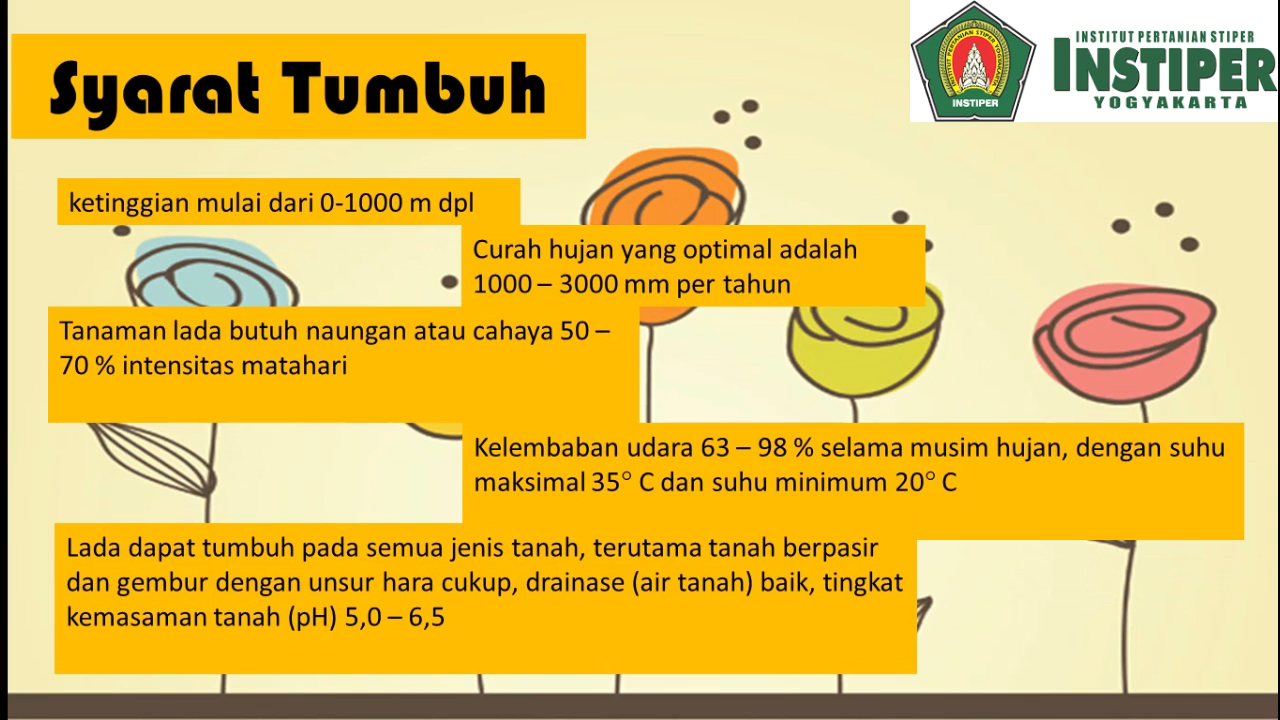 Syarat Tumbuh
INSTITUT PERTANIAN STIPER
INSTIPER
YOGYAKARTA
INSTITUT PERTANIAN STIPER YOGYAKARTA
INSTIPER
ketinggian mulai dari 0-1000 m dpl
Curah hujan yang optimal adalah
1000 – 3000 mm per tahun
Tanaman lada butuh naungan atau cahaya 50 –
70 % intensitas matahari
Kelembaban udara 63 – 98 % selama musim hujan, dengan suhu
maksimal 35° C dan suhu minimum 20° C
Lada dapat tumbuh pada semua jenis tanah, terutama tanah berpasir
dan gembur dengan unsur hara cukup, drainase (air tanah) baik, tingkat
kemasaman tanah (pH) 5,0 – 6,5